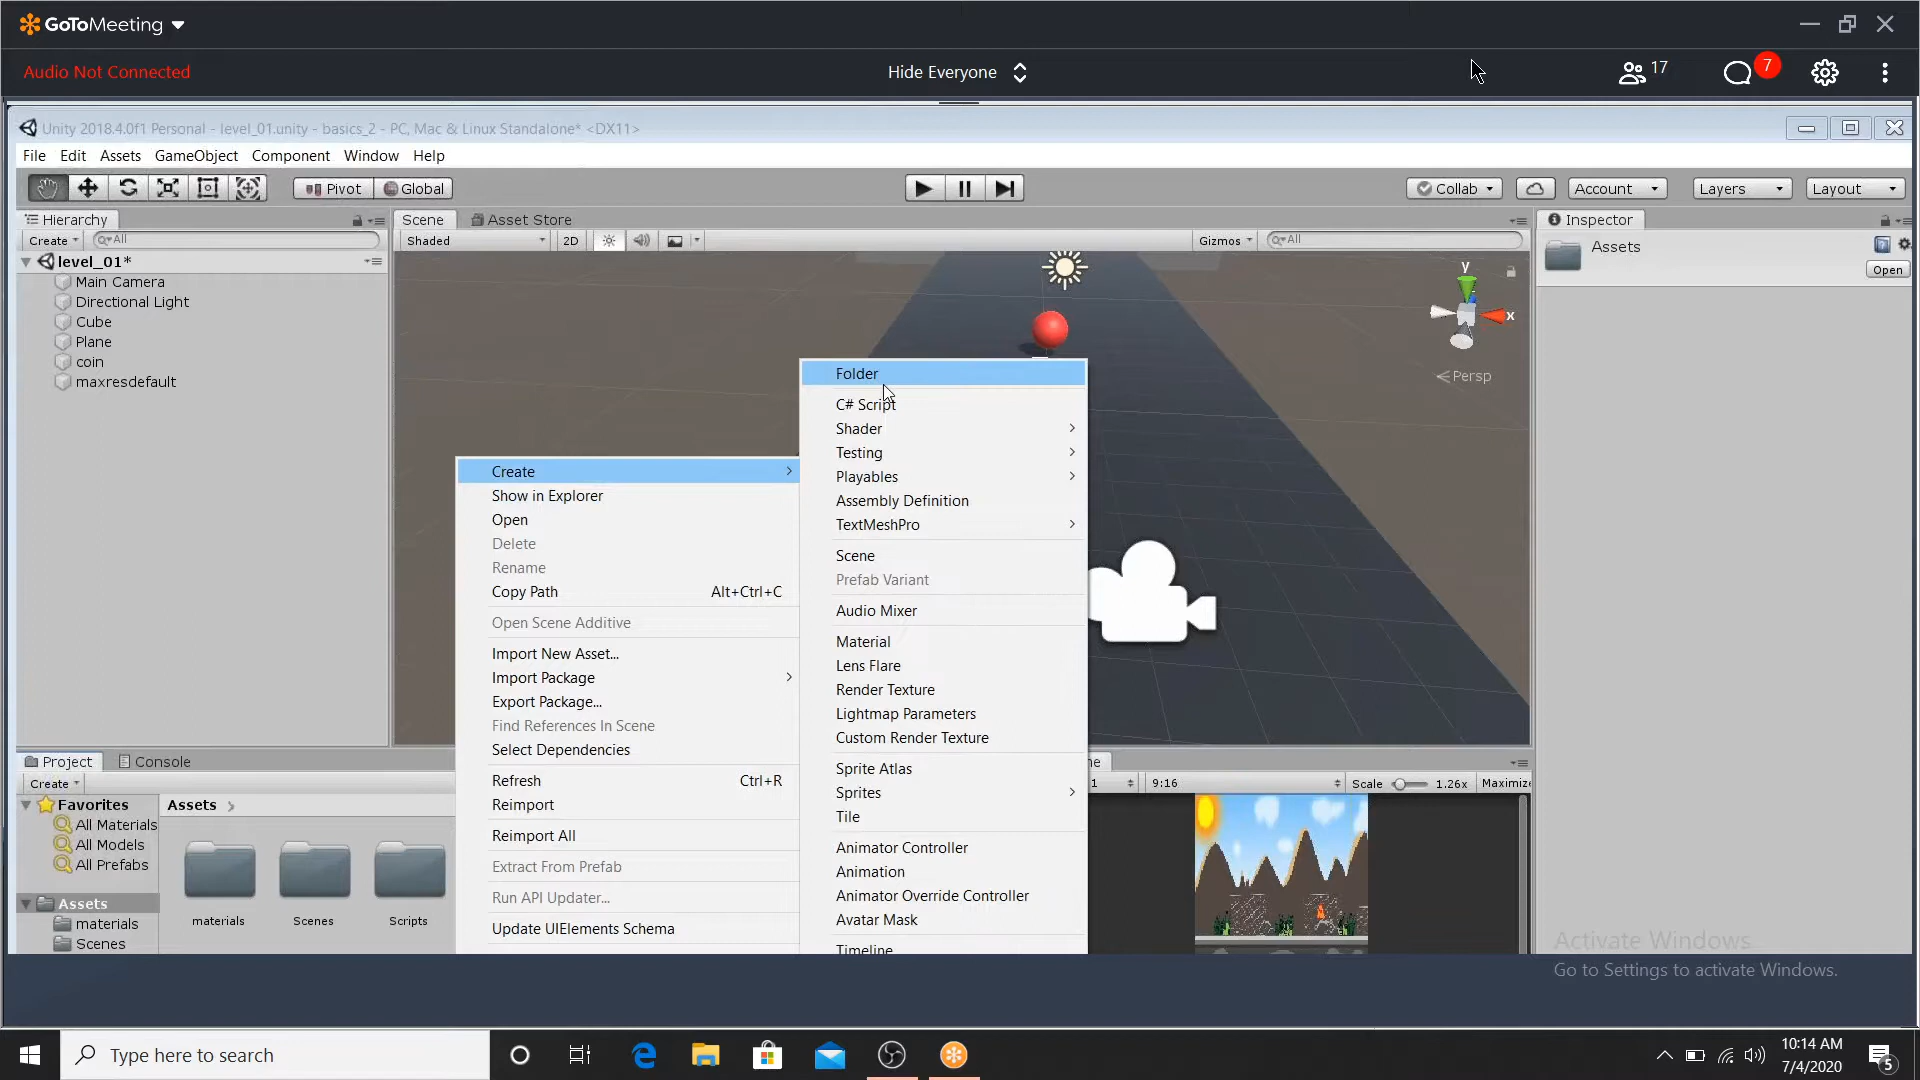 GoToMeeting
Audio Not Connected
Hide Everyone
17
7
Unity 2018.4.0f1 Personal - level_01.unity - basics_2 - PC, Mac & Linux Standalone* <DX11>
File Edit Assets GameObject Component Window Help
Pivot Global
Collab Account Layers Layout
Hierarchy
Create All
level_01*
Main Camera
Directional Light
Cube
Plane
coin
maxresdefault
Scene Asset Store
Shaded 2D Gizmos All
y
x
Persp
Inspector
Assets
Open
Create
Show in Explorer
Open
Delete
Rename
Copy Path Alt+Ctrl+C
Open Scene Additive
Import New Asset...
Import Package
Export Package...
Find References In Scene
Select Dependencies
Refresh Ctrl+R
Reimport
Reimport All
Extract From Prefab
Run API Updater...
Update UIElements Schema
Folder
C# Script
Shader
Testing
Playables
Assembly Definition
TextMeshPro
Scene
Prefab Variant
Audio Mixer
Material
Lens Flare
Render Texture
Lightmap Parameters
Custom Render Texture
Sprite Atlas
Sprites
Tile
Animator Controller
Animation
Animator Override Controller
Avatar Mask
Timeline
Project Console
Create
Favorites
All Materials
All Models
All Prefabs
Assets
materials
Scenes
Assets
materials Scenes Scripts
ne
1 9:16 Scale 1.26x Maximiz
Activate Windows
Go to Settings to activate Windows.
Type here to search
10:14 AM
7/4/2020
5